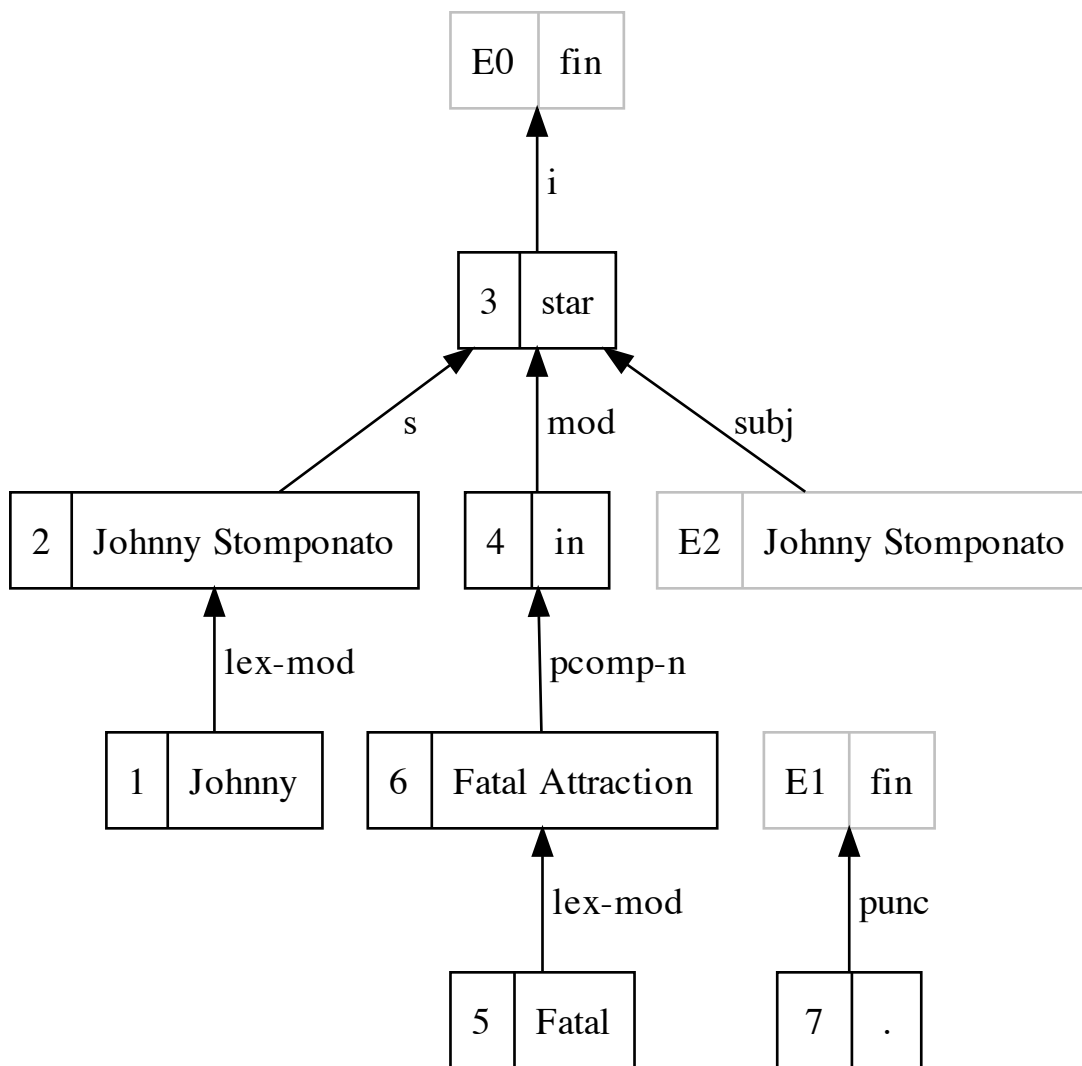 E0 fin
i
3 star
s mod subj
2 Johnny Stomponato 4 in E2 Johnny Stomponato
lex-mod pcomp-n
1 Johnny 6 Fatal Attraction E1 fin
lex-mod punc
5 Fatal 7 .